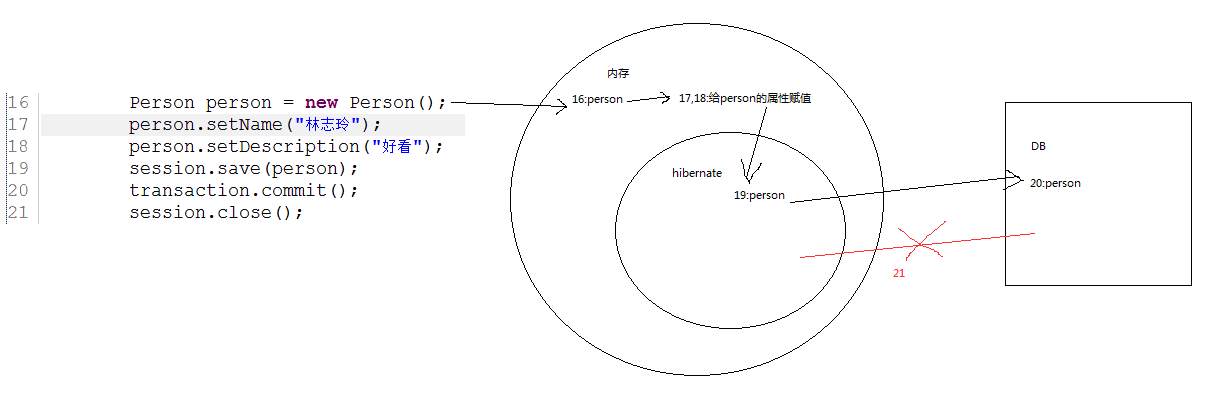 16 Person person = new Person();
17 person.setName("林志玲");
18 person.setDescription("好看");
19 session.save(person);
20 transaction.commit();
21 session.close();
内存
16:person
17,18:给person的属性赋值
hibernate
19:person
DB
20:person
21